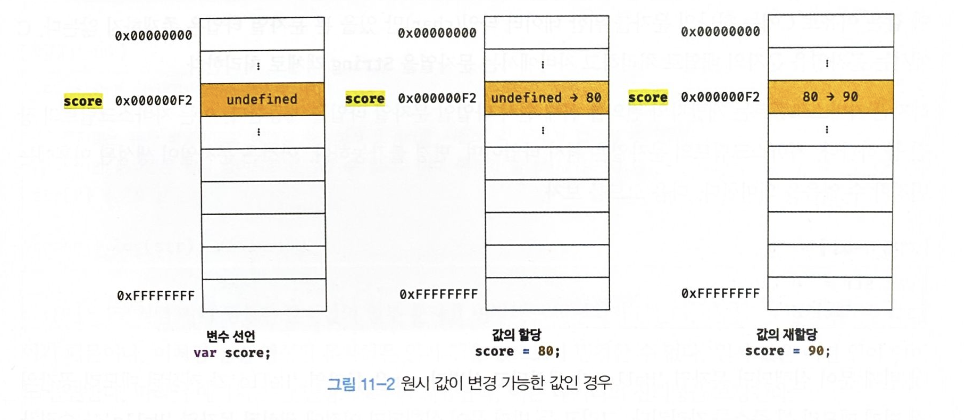 0x00000000
⋮
score 0x000000F2 undefined
⋮
0xFFFFFFFF
변수 선언
var score;
0x00000000
⋮
score 0x000000F2 undefined → 80
⋮
0xFFFFFFFF
값의 할당
score = 80;
0x00000000
⋮
score 0x000000F2 80 → 90
⋮
0xFFFFFFFF
값의 재할당
score = 90;
그림 11-2 원시 값이 변경 가능한 값인 경우